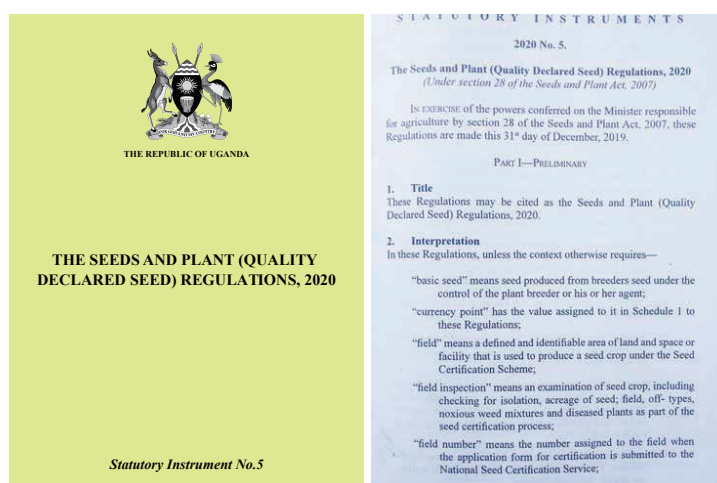 FOR GOD AND MY COUNTRY
THE REPUBLIC OF UGANDA
THE SEEDS AND PLANT (QUALITY
DECLARED SEED) REGULATIONS, 2020
Statutory Instrument No.5
STATUTORY INSTRUMENTS
2020 No. 5.
The Seeds and Plant (Quality Declared Seed) Regulations, 2020
(Under section 28 of the Seeds and Plant Act, 2007)
IN EXERCISE of the powers conferred on the Minister responsible
for agriculture by section 28 of the Seeds and Plant Act, 2007, these
Regulations are made this 31st day of December, 2019.
PART I—PRELIMINARY
1. Title
These Regulations may be cited as the Seeds and Plant (Quality
Declared Seed) Regulations, 2020.
2. Interpretation
In these Regulations, unless the context otherwise requires—
“basic seed” means seed produced from breeders seed under the
control of the plant breeder or his or her agent;
“currency point” has the value assigned to it in Schedule 1 to
these Regulations;
“field” means a defined and identifiable area of land and space or
facility that is used to produce a seed crop under the Seed
Certification Scheme;
“field inspection” means an examination of seed crop, including
checking for isolation, acreage of seed; field, off- types,
noxious weed mixtures and diseased plants as part of the
seed certification process;
“field number” means the number assigned to the field when
the application form for certification is submitted to the
National Seed Certification Service;